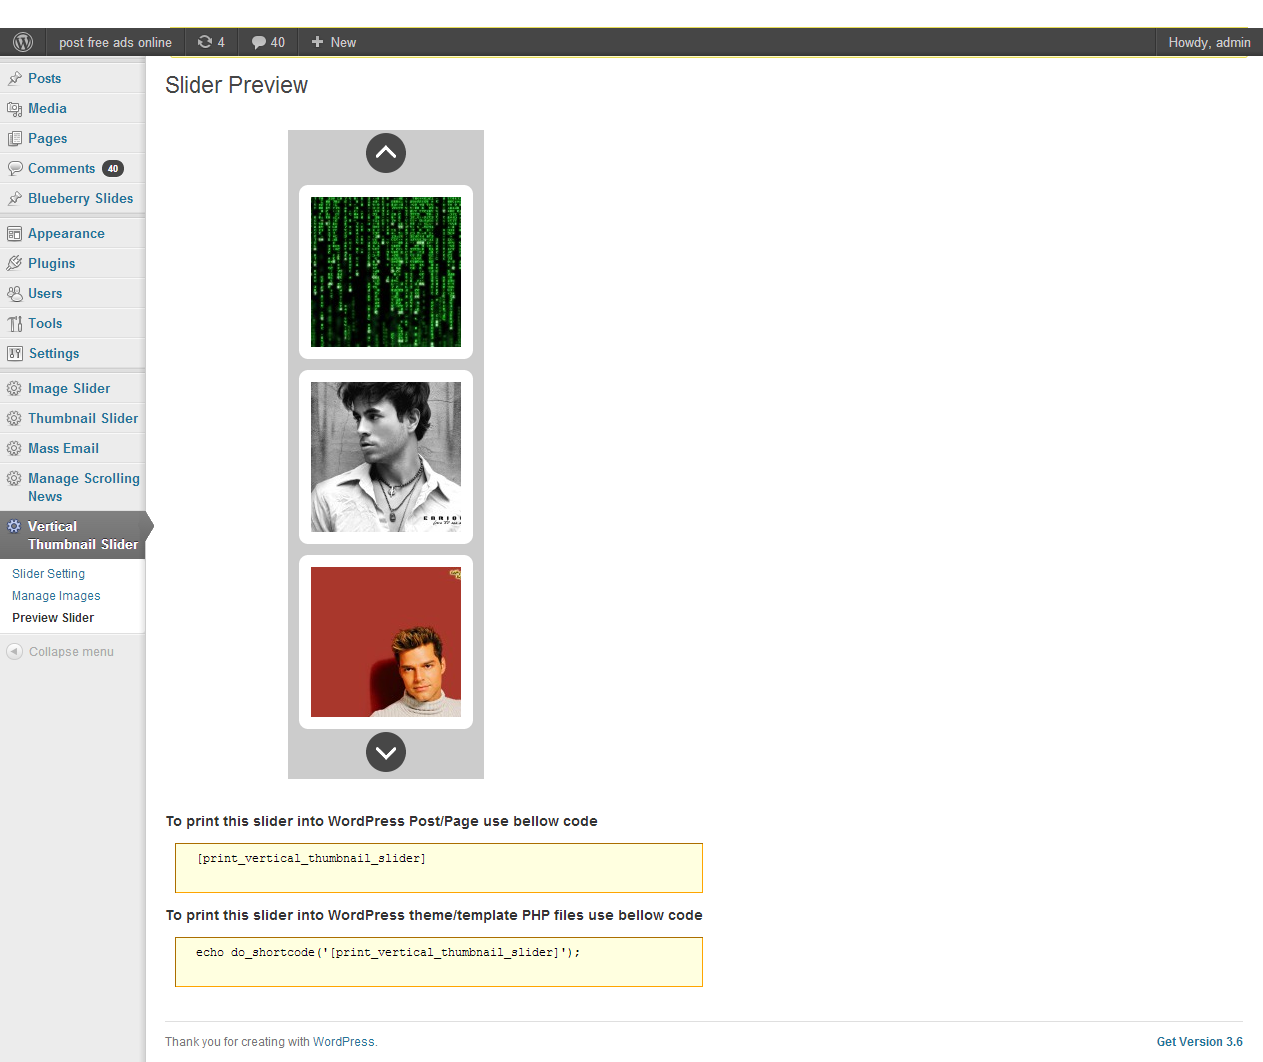 post free ads online 4 40 New Howdy, admin
Posts
Media
Pages
Comments 40
Blueberry Slides
Appearance
Plugins
Users
Tools
Settings
Image Slider
Thumbnail Slider
Mass Email
Manage Scrolling
News
Vertical
Thumbnail Slider
Slider Setting
Manage Images
Preview Slider
Collapse menu
Slider Preview
To print this slider into WordPress Post/Page use bellow code
[print_vertical_thumbnail_slider]
To print this slider into WordPress theme/template PHP files use bellow code
echo do_shortcode('[print_vertical_thumbnail_slider]');
Thank you for creating with WordPress. Get Version 3.6